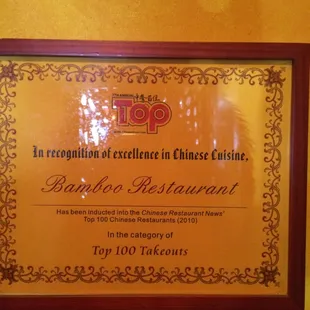 Top
In recognition of excellence in Chinese Cuisine,
Bamboo Restaurant
Has been inducted into the Chinese Restaurant News'
Top 100 Chinese Restaurants (2010)
In the category of
Top 100 Takeouts